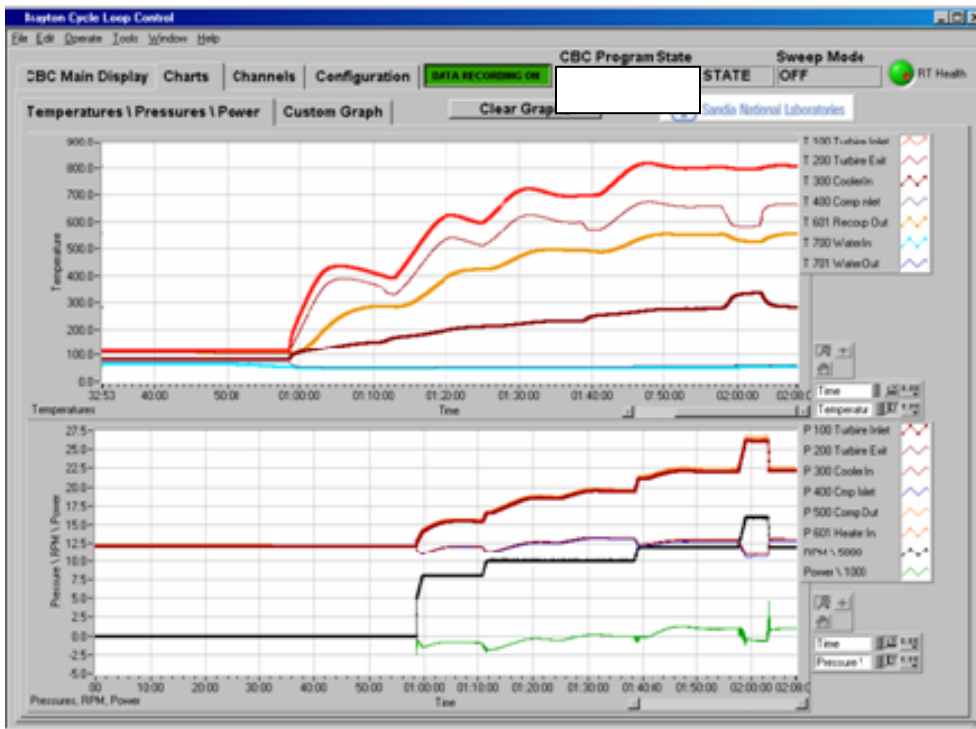 Brayton Cycle Loop Control
File Edit Operate Tools Window Help
CBC Program State
Sweep Mode
CBC Main Display Charts Channels Configuration DATA RECORDING ON STATE OFF RT Health
Temperatures \ Pressures \ Power Custom Graph Clear Grap Sandia National Laboratories
900.0
800.0
700.0
600.0
500.0
400.0
300.0
200.0
100.0
0.0
Temperature
32:53 40:00 50:0 01:00:00 01:10:00 01:20:00 01:30:00 01:40:00 01:50:00 02:00:00 02:08:0
Temperatures
Time
T 100 Turbine Inlet
T 200 Turbine Exit
T 300 CoolerIn
T 400 Comp inlet
T 601 Recoup Out
T 700 WaterIn
T 701 WaterOut
Time
Temperatur
27.5
25.0
22.5
20.0
17.5
15.0
12.5
10.0
7.5
5.0
2.5
0.0
-2.5
-5.0
Pressure \ RPM \ Power
00 10:00 20:00 30:00 40:00 50:00 01:00:00 01:10:00 01:20:00 01:30:00 01:50:00 02:00:00 02:08:0
Pressures, RPM, Power
Time
P 100 Turbine Inlet
P 200 Turbine Exit
P 300 Cooler In
P 400 Cmp Inlet
P 500 Comp Out
P 601 Heater In
RPM \ 5000
Power \ 1000
Time
Pressure \